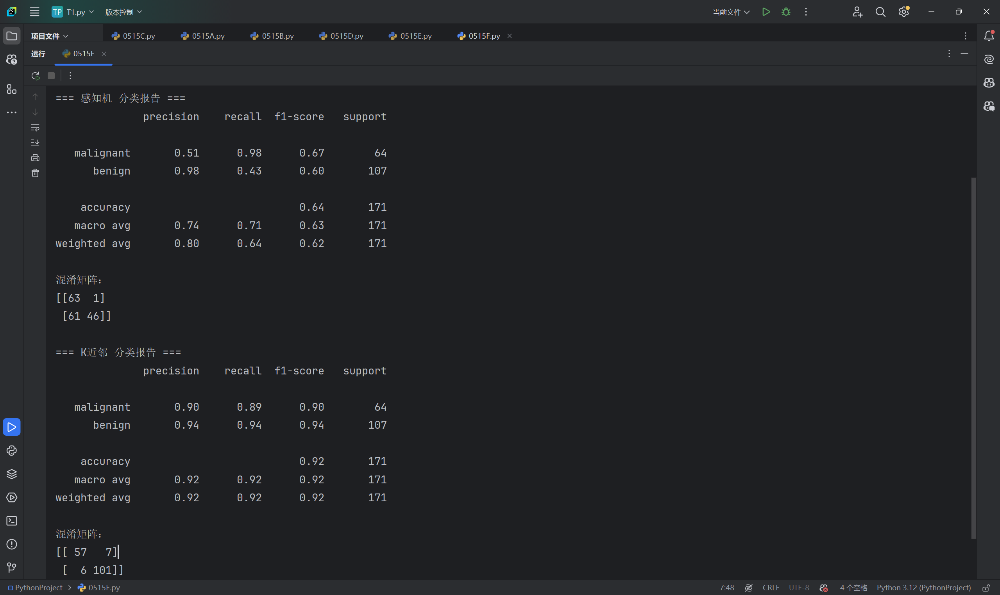 TP T1.py 版本控制 当前文件
项目文件 0515C.py 0515A.py 0515B.py 0515D.py 0515E.py 0515F.py
运行 0515F
=== 感知机 分类报告 ===
precision recall f1-score support
malignant 0.51 0.98 0.67 64
benign 0.98 0.43 0.60 107
accuracy 0.64 171
macro avg 0.74 0.71 0.63 171
weighted avg 0.80 0.64 0.62 171
混淆矩阵:
[[63 1]
[61 46]]
=== K近邻 分类报告 ===
precision recall f1-score support
malignant 0.90 0.89 0.90 64
benign 0.94 0.94 0.94 107
accuracy 0.92 171
macro avg 0.92 0.92 0.92 171
weighted avg 0.92 0.92 0.92 171
混淆矩阵:
[[ 57 7]
[ 6 101]]
PythonProject > 0515F.py 7:48 CRLF UTF-8 4 个空格 Python 3.12 (PythonProject)